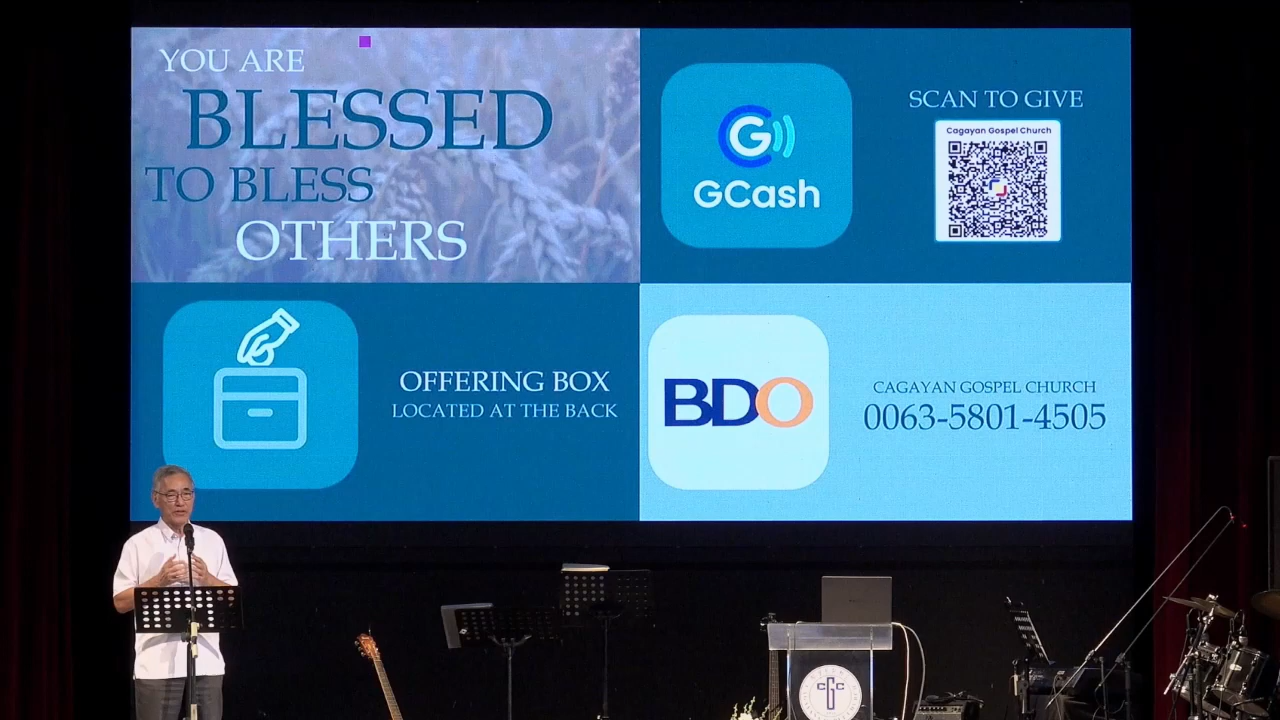 YOU ARE
BLESSED
TO BLESS
OTHERS
G
GCash
SCAN TO GIVE
Cagayan Gospel Church
OFFERING BOX
LOCATED AT THE BACK
BDO
CAGAYAN GOSPEL CHURCH
0063-5801-4505
CGC